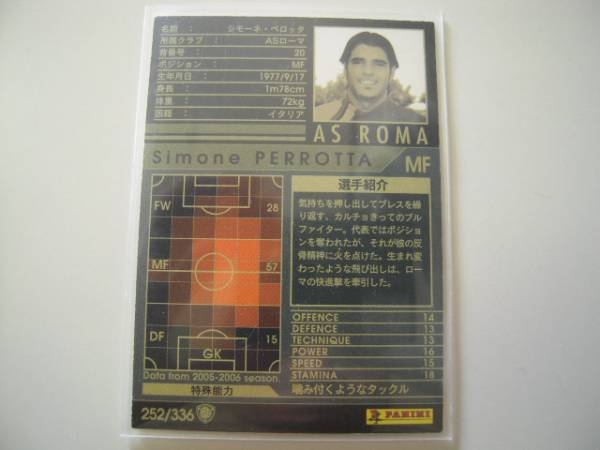 名前 : シモーネ・ペロッタ
所属クラブ : ASローマ
背番号 : 20
ポジション : MF
生年月日 : 1977/9/17
身長 : 1m78cm
体重 : 72kg
国籍 : イタリア
AS ROMA
Simone PERROTTA MF
FW 28
MF 57
DF 15
GK
Data from 2005-2006 season.
特殊能力
選手紹介
気持ちを押し出してプレスを繰
り返す、カルチョきってのブル
ファイター。代表ではポジション
を奪われたが、それが彼の反
骨精神に火を点けた。生まれ変
わったような飛び出しは、ロー
マの快進撃を牽引した。
OFFENCE 14
DEFENCE 13
TECHNIQUE 13
POWER 16
SPEED 15
STAMINA 18
噛み付くようなタックル
252/336
PANINI